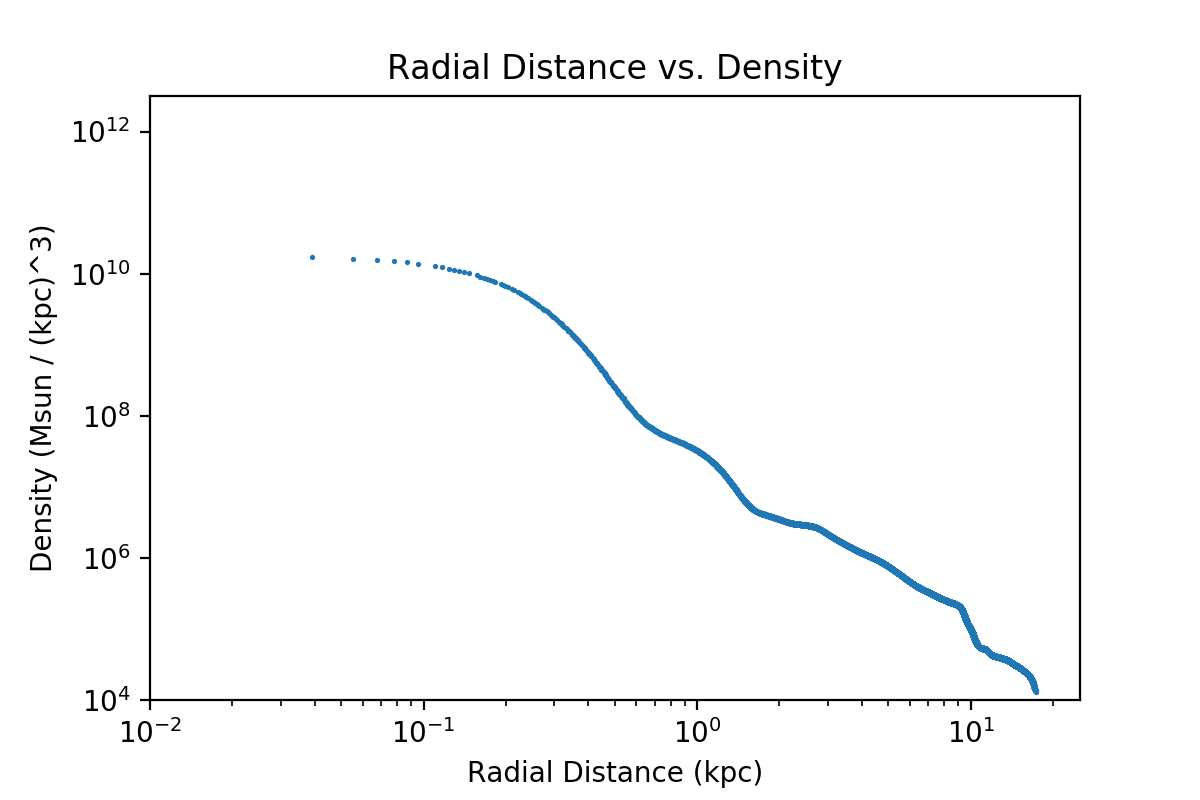 Radial Distance vs. Density
Density (Msun / (kpc)^3)
10^12
10^10
10^8
10^6
10^4
10^-2 10^-1 10^0 10^1
Radial Distance (kpc)